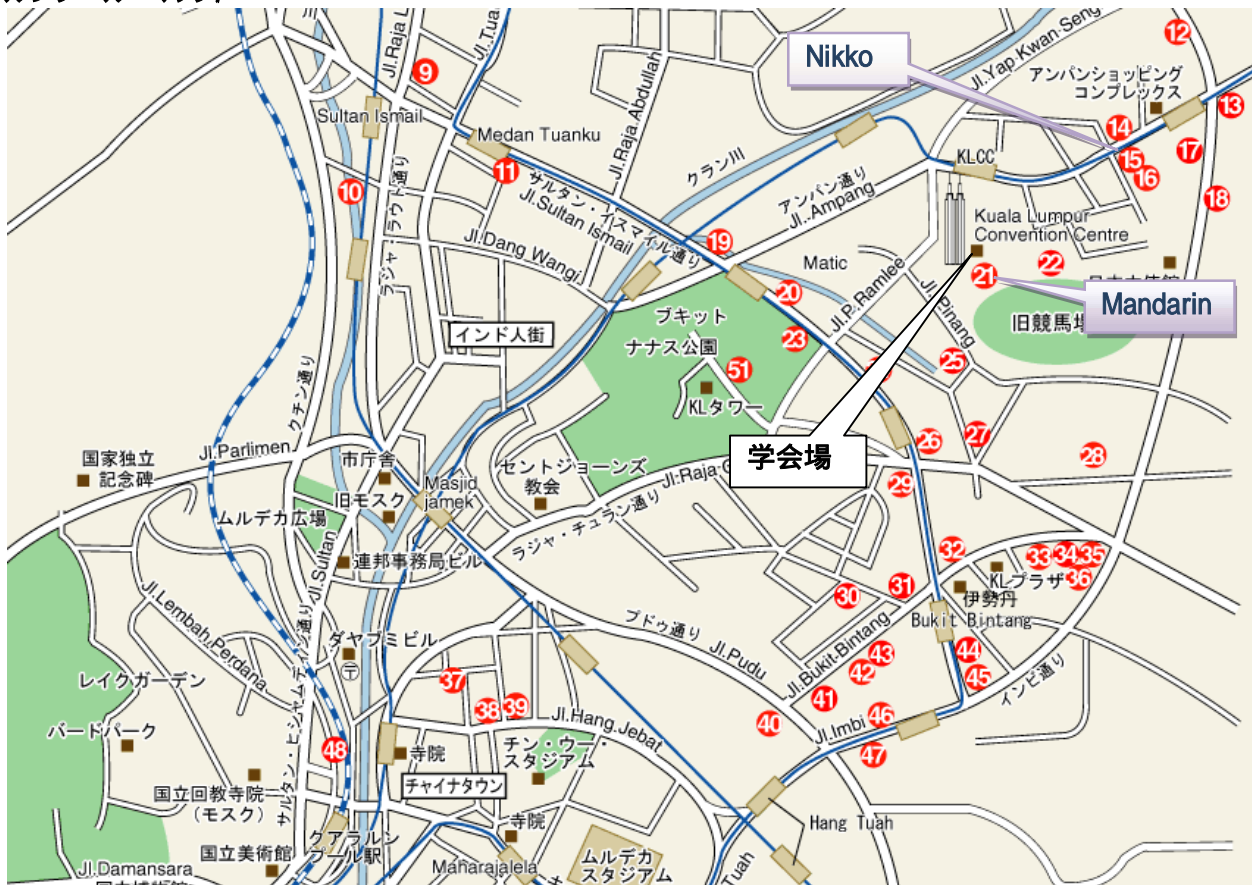 Jl.Raja L
Jl.Tua
9
Sultan Ismail
Medan Tuanku
10
11
ラジャ・ラウト通り
サルタン・イスマイル通り
Jl.Sultan Ismail
Jl.Dang Wangi
Jl.Raja.Abdullah
クラン川
Nikko
Jl.Yap-Kwan-Seng
12
アンパンショッピング
コンプレックス
13
14
15
16
17
18
KLCC
アンパン通り
Jl.Ampang
Kuala Lumpur
Convention Centre
19
Matic
20
21
22
Jl.P.Ramlee
Jl.Pinang
Mandarin
旧競馬場
ブキット
ナナス公園
23
51
KLタワー
25
インド人街
クチン通り
Jl.Parlimen
国家独立
記念碑
市庁舎
旧モスク
Masjid
jamek
ムルデカ広場
セントジョーンズ
教会
学会場
26
27
28
Jl.Raja
ラジャ・チュラン通り
29
連邦事務局ビル
Jl.Sultan
サルタン・ヒシャムディン通り
Jl.Lembah Perdana
30
31
32
33
34
35
36
KLプラザ
伊勢丹
Bukit Bintang
Jl.Bukit-Bintang
プドゥ通り
Jl.Pudu
ダヤブミビル
〒
レイクガーデン
バードパーク
37
38
39
40
41
42
43
44
45
46
47
インビ通り
Jl.Imbi
Jl.Hang.Jebat
チン・ウー・
スタジアム
48
寺院
チャイナタウン
国立回教寺院
(モスク)
クアラルン
プール駅
国立美術館
寺院
Maharajalela
ムルデカ
スタジアム
Hang Tuah
Tuah
Jl.Damansara